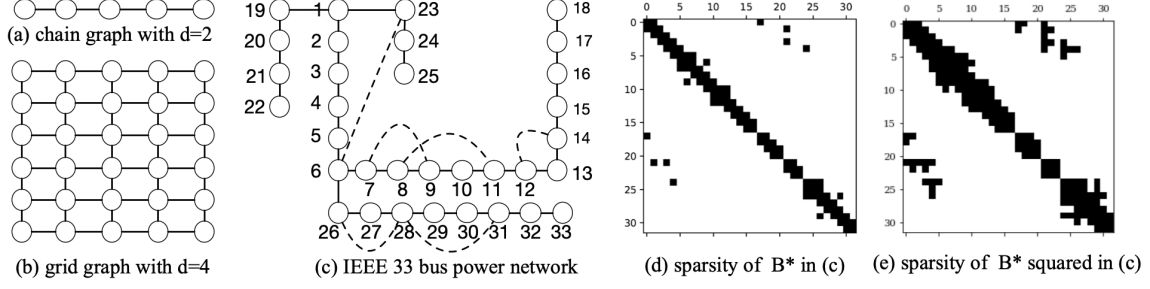 (a) chain graph with d=2
(b) grid graph with d=4
19 1 23
20 2 24
21 3 25
22 4
5
6
18
17
16
15
14
13
7 8 9 10 11 12
26 27 28 29 30 31 32 33
(c) IEEE 33 bus power network
0 5 10 15 20 25 30
0
5
10
15
20
25
30
(d) sparsity of B* in (c)
0 5 10 15 20 25 30
0
5
10
15
20
25
30
(e) sparsity of B* squared in (c)